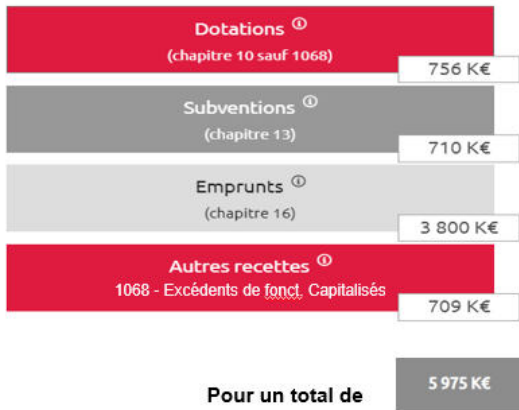 Dotations ⓘ
(chapitre 10 sauf 1068)
756 K€
Subventions ⓘ
(chapitre 13)
710 K€
Emprunts ⓘ
(chapitre 16)
3 800 K€
Autres recettes ⓘ
1068 - Excédents de fonct. Capitalisés
709 K€
Pour un total de
5 975 K€